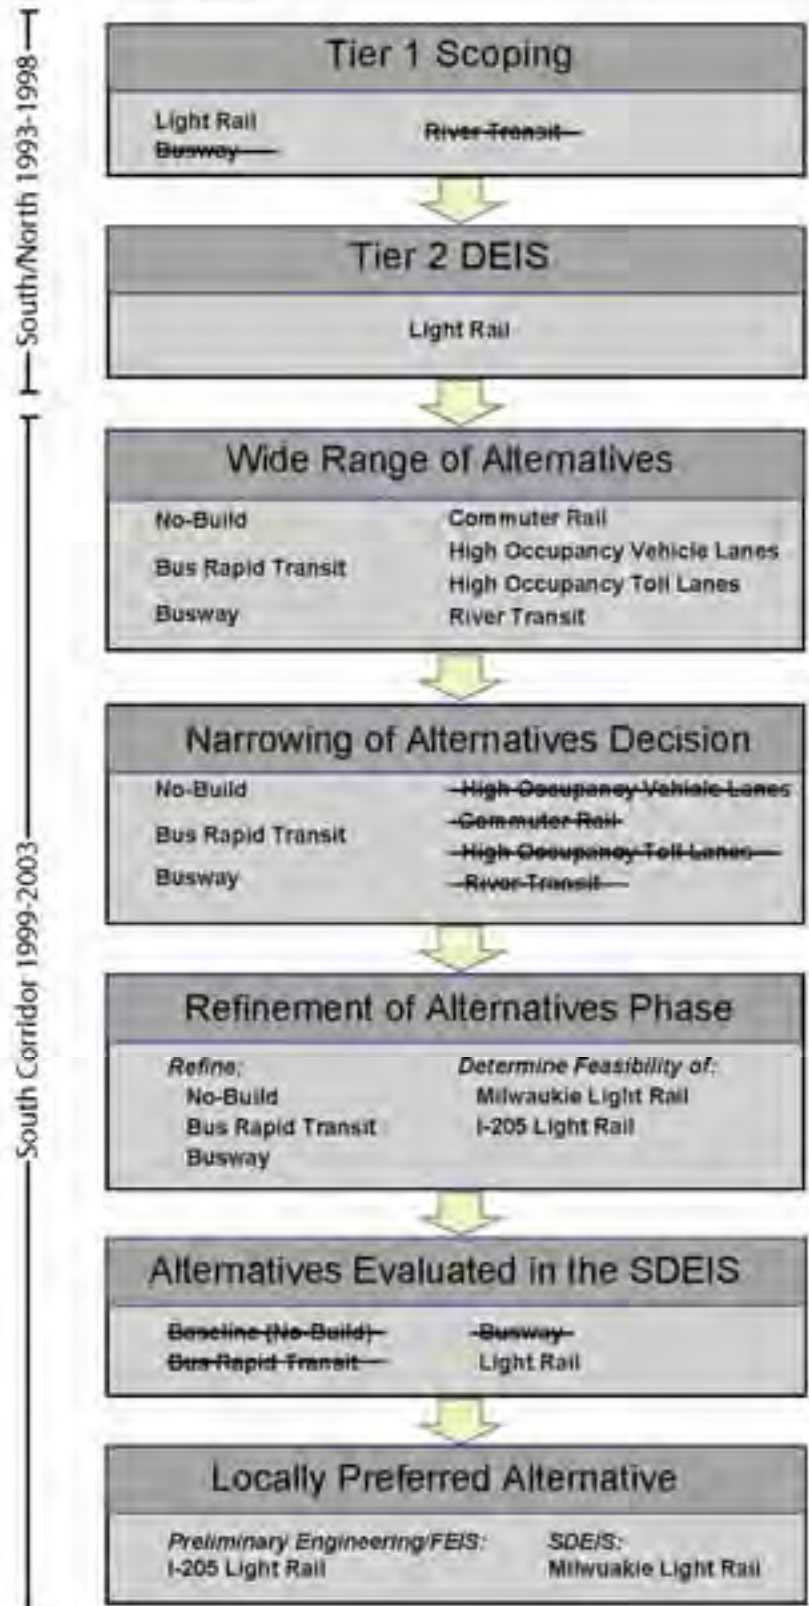 South/North 1993-1998
Tier 1 Scoping
Light Rail
Busway
River Transit
Tier 2 DEIS
Light Rail
South Corridor 1999-2003
Wide Range of Alternatives
No-Build
Bus Rapid Transit
Busway
Commuter Rail
High Occupancy Vehicle Lanes
High Occupancy Toll Lanes
River Transit
Narrowing of Alternatives Decision
No-Build
Bus Rapid Transit
Busway
High Occupancy Vehicle Lanes
Commuter Rail
High Occupancy Toll Lanes
River Transit
Refinement of Alternatives Phase
Refine:
No-Build
Bus Rapid Transit
Busway
Determine Feasibility of:
Milwaukie Light Rail
I-205 Light Rail
Alternatives Evaluated in the SDEIS
Baseline (No-Build)
Bus Rapid Transit
Busway
Light Rail
Locally Preferred Alternative
Preliminary Engineering/FEIS:
I-205 Light Rail
SDEIS:
Milwuakie Light Rail